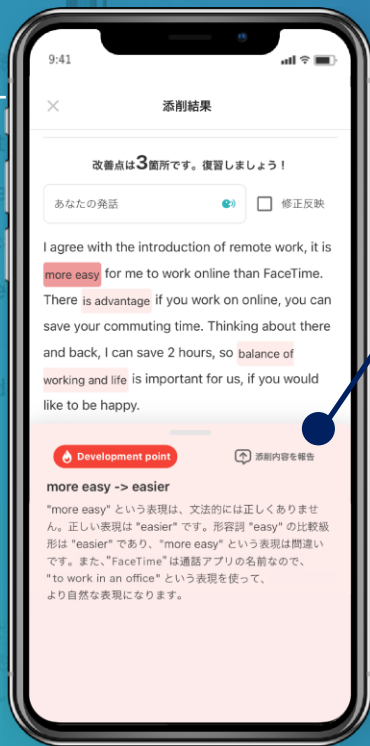 9:41
添削結果
改善点は3箇所です。復習しましょう！
あなたの発話
修正反映
I agree with the introduction of remote work, it is
more easy for me to work online than FaceTime.
There is advantage if you work on online, you can
save your commuting time. Thinking about there
and back, I can save 2 hours, so balance of
working and life is important for us, if you would
like to be happy.
Development point
添削内容を報告
more easy -> easier
"more easy" という表現は、文法的には正しくありませ
ん。正しい表現は "easier" です。形容詞 "easy" の比較級
形は "easier" であり、"more easy" という表現は間違い
です。また、"FaceTime" は通話アプリの名前なので、
"to work in an office" という表現を使って、
より自然な表現になります。